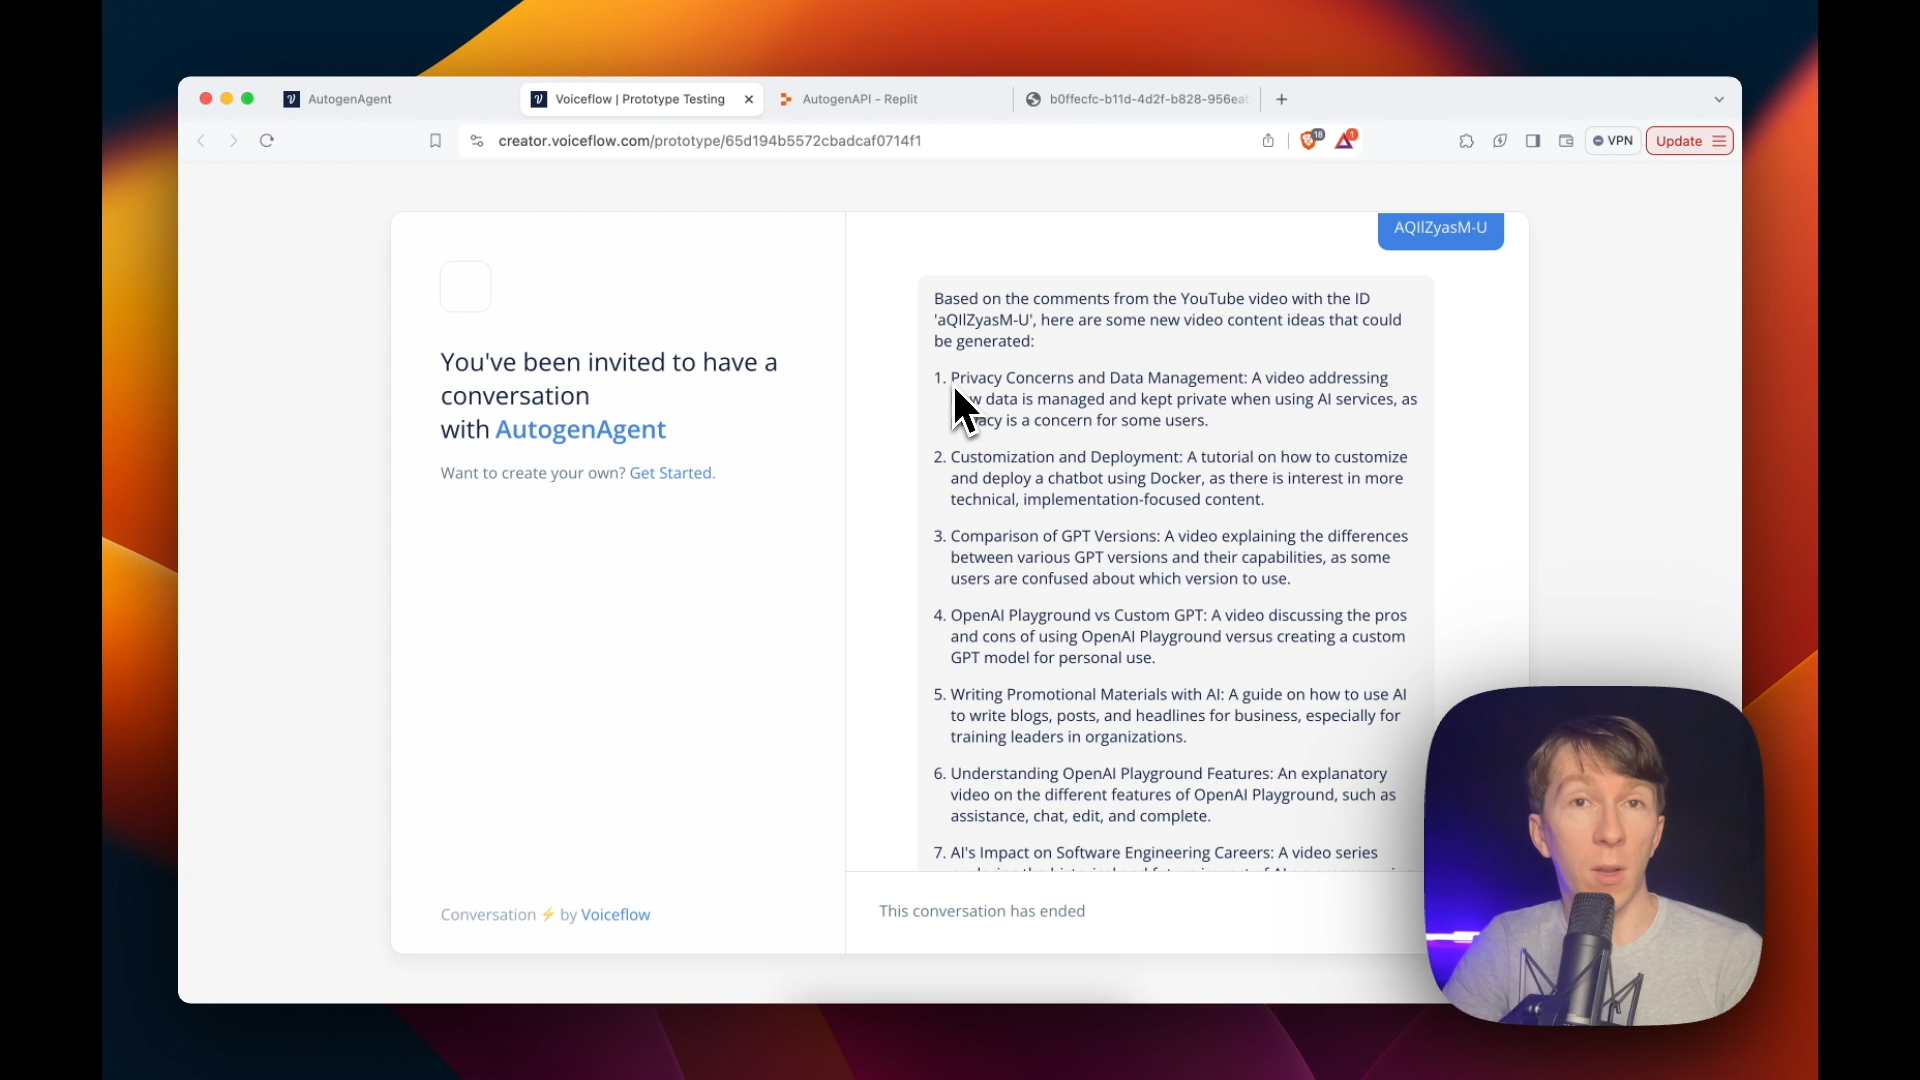 AutogenAgent
Voiceflow | Prototype Testing
AutogenAPI - Replit
b0ffecfc-b11d-4d2f-b828-956ea
creator.voiceflow.com/prototype/65d194b5572cbadcaf0714f1
18
1
VPN
Update
You've been invited to have a
conversation
with AutogenAgent
Want to create your own? Get Started.
Conversation ⚡ by Voiceflow
AQIlZyasM-U
Based on the comments from the YouTube video with the ID
'aQIlZyasM-U', here are some new video content ideas that could
be generated:
1. Privacy Concerns and Data Management: A video addressing
data is managed and kept private when using AI services, as
is a concern for some users.
2. Customization and Deployment: A tutorial on how to customize
and deploy a chatbot using Docker, as there is interest in more
technical, implementation-focused content.
3. Comparison of GPT Versions: A video explaining the differences
between various GPT versions and their capabilities, as some
users are confused about which version to use.
4. OpenAI Playground vs Custom GPT: A video discussing the pros
and cons of using OpenAI Playground versus creating a custom
GPT model for personal use.
5. Writing Promotional Materials with AI: A guide on how to use AI
to write blogs, posts, and headlines for business, especially for
training leaders in organizations.
6. Understanding OpenAI Playground Features: An explanatory
video on the different features of OpenAI Playground, such as
assistance, chat, edit, and complete.
7. AI's Impact on Software Engineering Careers: A video series
This conversation has ended